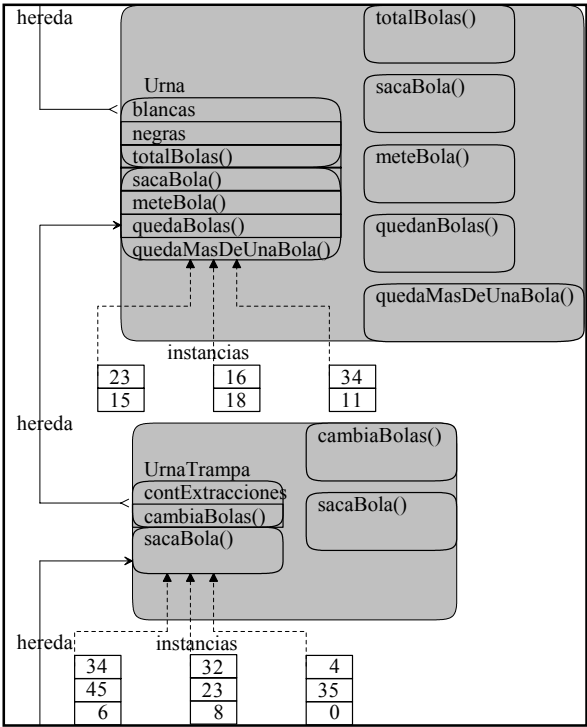 hereda
totalBolas()
Urna
sacaBola()
blancas
negras
totalBolas()
meteBola()
sacaBola()
meteBola()
quedaBolas()
quedanBolas()
quedaMasDeUnaBola()
quedaMasDeUnaBola()
instancias
23 16 34
15 18 11
hereda
cambiaBolas()
UrnaTrampa
contExtracciones
cambiaBolas()
sacaBola()
sacaBola()
hereda
instancias
34 32 4
45 23 35
6 8 0